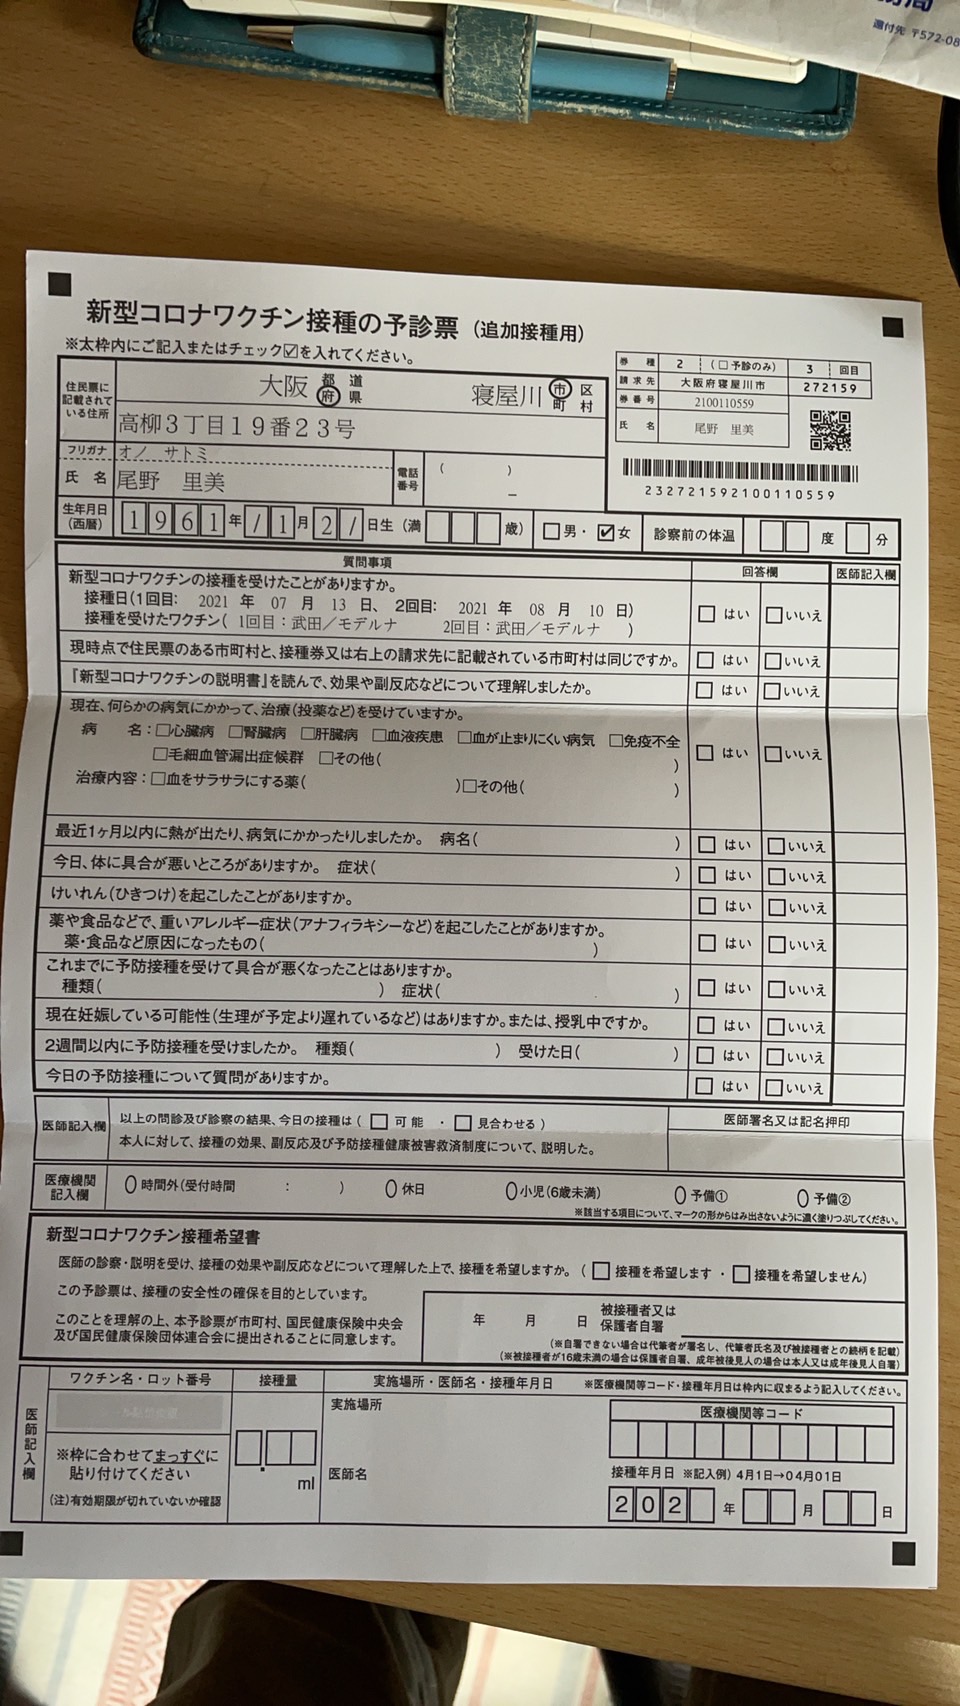 還付先 〒572-08
新型コロナワクチン接種の予診票（追加接種用）
※太枠内にご記入またはチェック☑を入れてください。
券種 2 （□予診のみ） 3 回目
請求先 大阪府寝屋川市 272159
券番号 2100110559
氏名 尾野 里美
2327215921001 10559
住民票に記載されている住所
大阪 都道府県 寝屋川 市区町村
高柳３丁目１９番２３号
フリガナ オノ サトミ
氏名 尾野 里美 電話番号 （ ） −
生年月日（西暦） 1961年 11月 21日生（満 歳） □男・☑女 診察前の体温 度 分
質問事項 回答欄 医師記入欄
新型コロナワクチンの接種を受けたことがありますか。
接種日（1回目： 2021 年 07 月 13 日、 2回目： 2021 年 08 月 10 日） □ はい □いいえ
接種を受けたワクチン（ 1回目：武田／モデルナ 2回目：武田／モデルナ ）
現時点で住民票のある市町村と、接種券又は右上の請求先に記載されている市町村は同じですか。 □ はい □いいえ
『新型コロナワクチンの説明書』を読んで、効果や副反応などについて理解しましたか。 □ はい □いいえ
現在、何らかの病気にかかって、治療（投薬など）を受けていますか。
病名：□心臓病 □腎臓病 □肝臓病 □血液疾患 □血が止まりにくい病気 □免疫不全 □ はい □いいえ
□毛細血管漏出症候群 □その他（ ）
治療内容：□血をサラサラにする薬（ ）□その他（ ）
最近1ヶ月以内に熱が出たり、病気にかかったりしましたか。 病名（ ） □ はい □いいえ
今日、体に具合が悪いところがありますか。 症状（ ） □ はい □いいえ
けいれん（ひきつけ）を起こしたことがありますか。 □ はい □いいえ
薬や食品などで、重いアレルギー症状（アナフィラキシーなど）を起こしたことがありますか。
薬・食品など原因になったもの（ ） □ はい □いいえ
これまでに予防接種を受けて具合が悪くなったことはありますか。
種類（ ） 症状（ ） □ はい □いいえ
現在妊娠している可能性（生理が予定より遅れているなど）はありますか。または、授乳中ですか。 □ はい □いいえ
2週間以内に予防接種を受けましたか。 種類（ ） 受けた日（ ） □ はい □いいえ
今日の予防接種について質問がありますか。 □ はい □いいえ
医師記入欄 以上の問診及び診察の結果、今日の接種は（ □ 可能 ・ □ 見合わせる ） 医師署名又は記名押印
本人に対して、接種の効果、副反応及び予防接種健康被害救済制度について、説明した。
医療機関記入欄 時間外（受付時間 ： ） 休日 小児（6歳未満） 予備① 予備②
※該当する項目について、マークの形からはみ出さないように濃く塗りつぶしてください。
新型コロナワクチン接種希望書
医師の診察・説明を受け、接種の効果や副反応などについて理解した上で、接種を希望しますか。（ □ 接種を希望します ・ □ 接種を希望しません）
この予診票は、接種の安全性の確保を目的としています。
このことを理解の上、本予診票が市町村、国民健康保険中央会
及び国民健康保険団体連合会に提出されることに同意します。
年 月 日 被接種者又は保護者自署
（※自署できない場合は代筆者が署名し、代筆者氏名及び被接種者との続柄を記載）
（※被接種者が16歳未満の場合は保護者自署、成年被後見人の場合は本人又は成年後見人自署）
医師記入欄
ワクチン名・ロット番号 接種量 実施場所・医師名・接種年月日 ※医療機関等コード・接種年月日は枠内に収まるよう記入してください。
実施場所 医療機関等コード
※枠に合わせてまっすぐに
貼り付けてください
（注）有効期限が切れていないか確認
ml
医師名 接種年月日 ※記入例）4月1日→04月01日
202 年 月 日